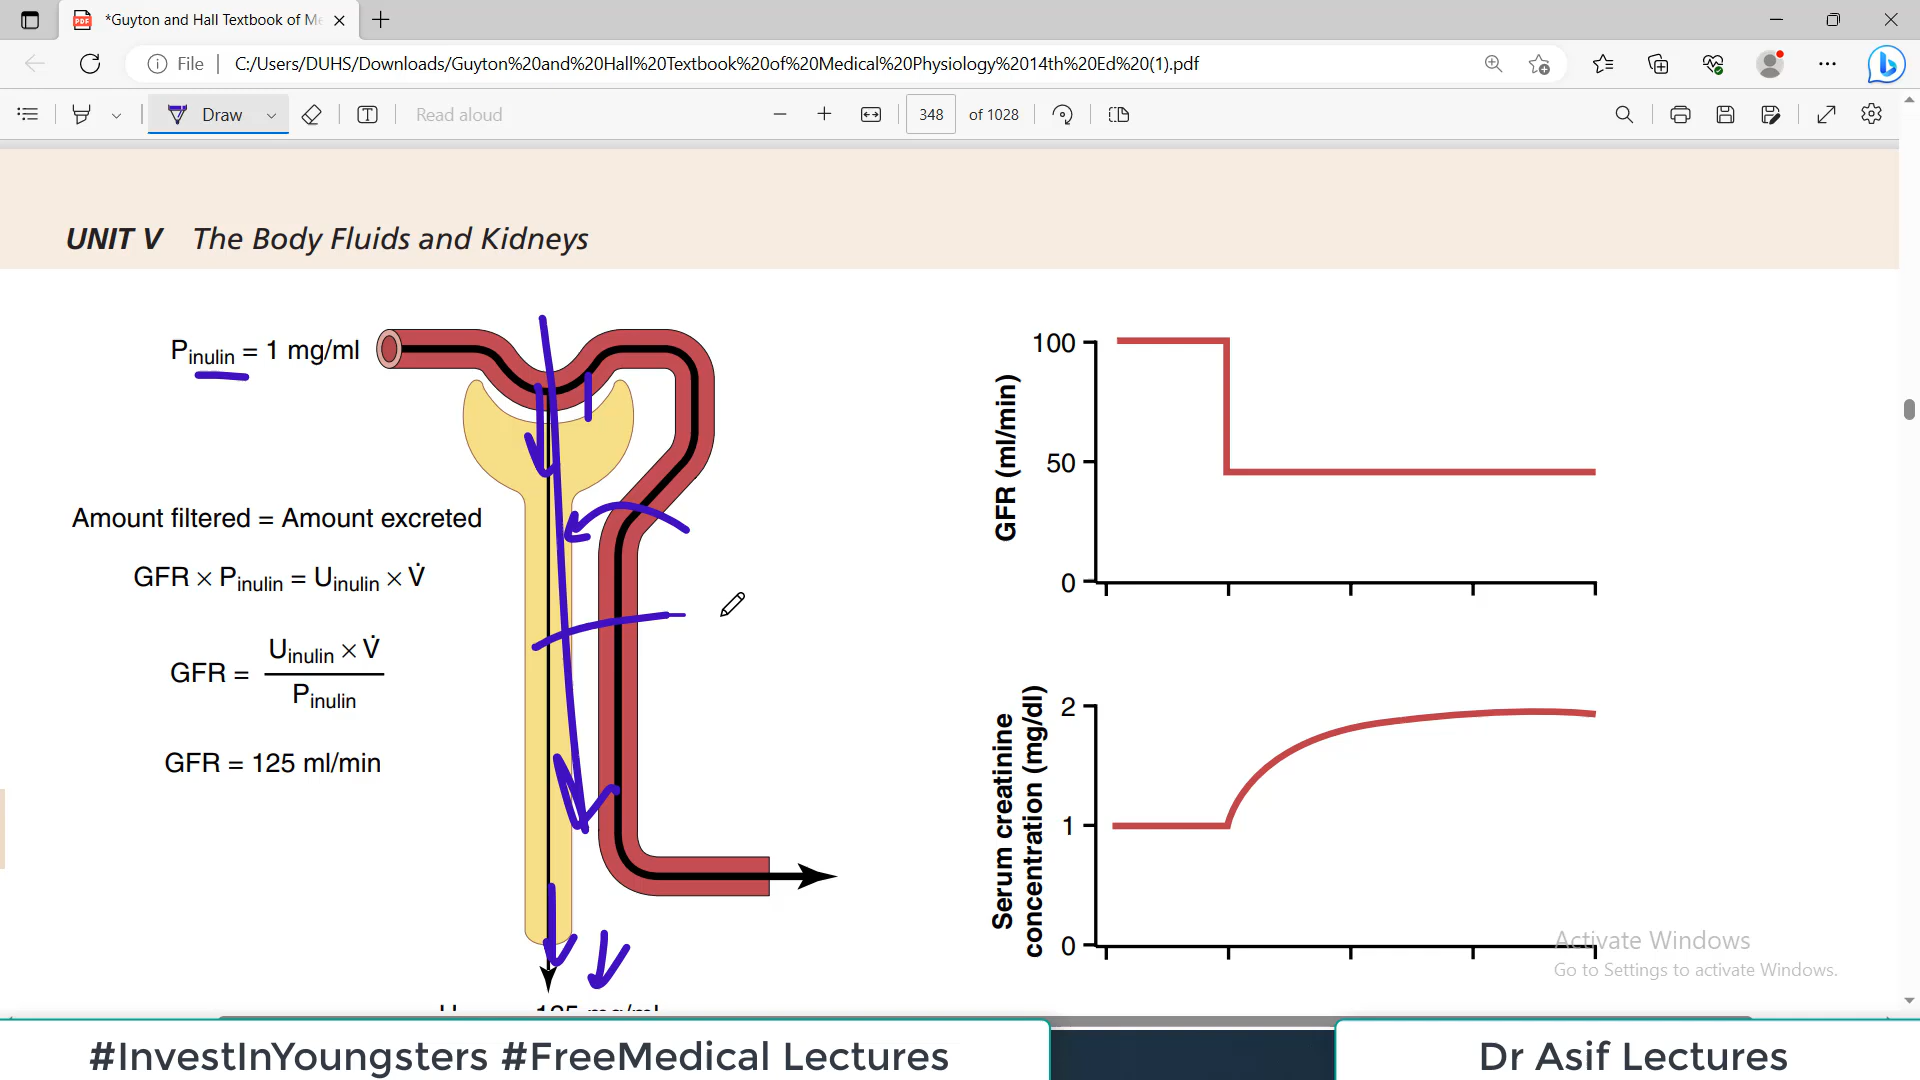 *Guyton and Hall Textbook of Me
File
C:/Users/DUHS/Downloads/Guyton%20and%20Hall%20Textbook%20of%20Medical%20Physiology%2014th%20Ed%20(1).pdf
Draw
Read aloud
348
of 1028
UNIT V The Body Fluids and Kidneys
Pinulin = 1 mg/ml
Amount filtered = Amount excreted
GFR × Pinulin = Uinulin × V̇
GFR =
Uinulin × V̇
Pinulin
GFR = 125 ml/min
GFR (ml/min)
100
50
0
Serum creatinine
concentration (mg/dl)
2
1
0
Activate Windows
Go to Settings to activate Windows.
#InvestInYoungsters #FreeMedical Lectures
Dr Asif Lectures